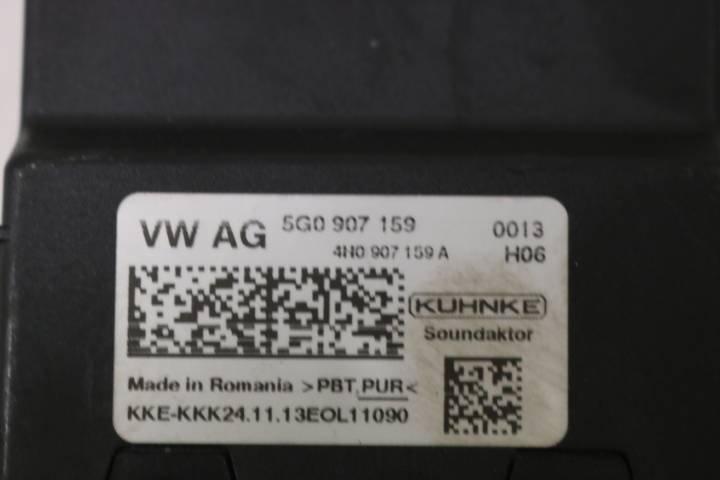 VW AG 5G0 907 159 0013
4H0 907 159 A H06
KUHNKE
Soundaktor
Made in Romania >PBT,PUR<
KKE-KKK24.11.13EOL11090